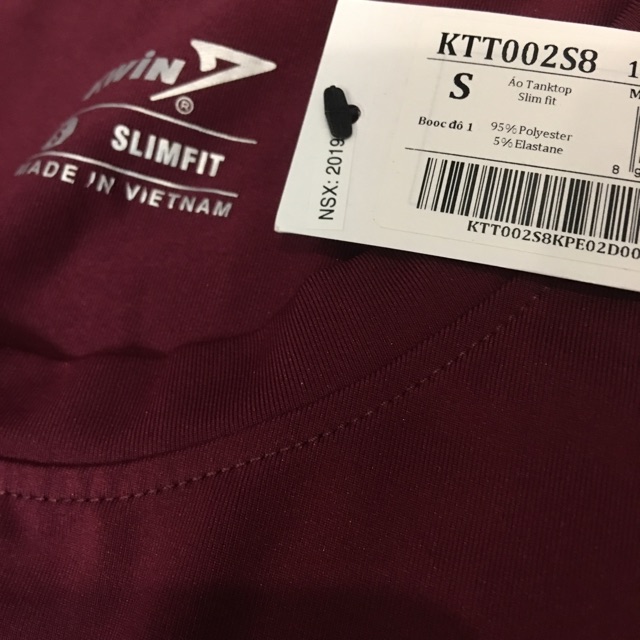 KWiN
®
SLIMFIT
MADE IN VIETNAM
KTT002S8
S
Áo Tanktop
Slim fit
Booc đô 1
95% Polyester
5% Elastane
NSX: 2019
KTT002S8KPE02D00